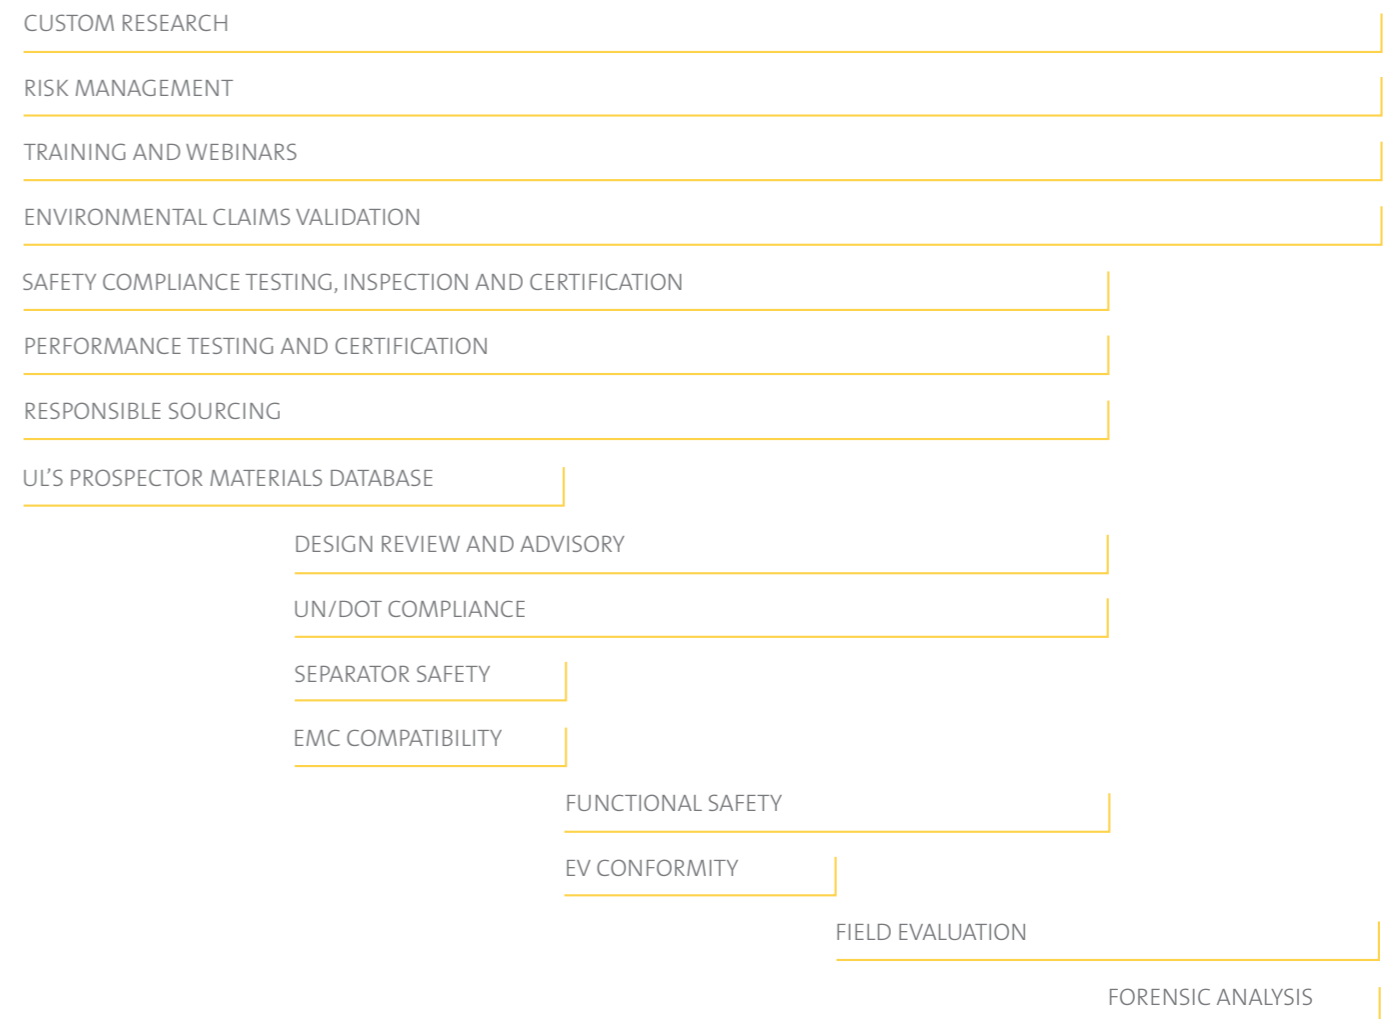 CUSTOM RESEARCH
RISK MANAGEMENT
TRAINING AND WEBINARS
ENVIRONMENTAL CLAIMS VALIDATION
SAFETY COMPLIANCE TESTING, INSPECTION AND CERTIFICATION
PERFORMANCE TESTING AND CERTIFICATION
RESPONSIBLE SOURCING
UL’S PROSPECTOR MATERIALS DATABASE
DESIGN REVIEW AND ADVISORY
UN/DOT COMPLIANCE
SEPARATOR SAFETY
EMC COMPATIBILITY
FUNCTIONAL SAFETY
EV CONFORMITY
FIELD EVALUATION
FORENSIC ANALYSIS